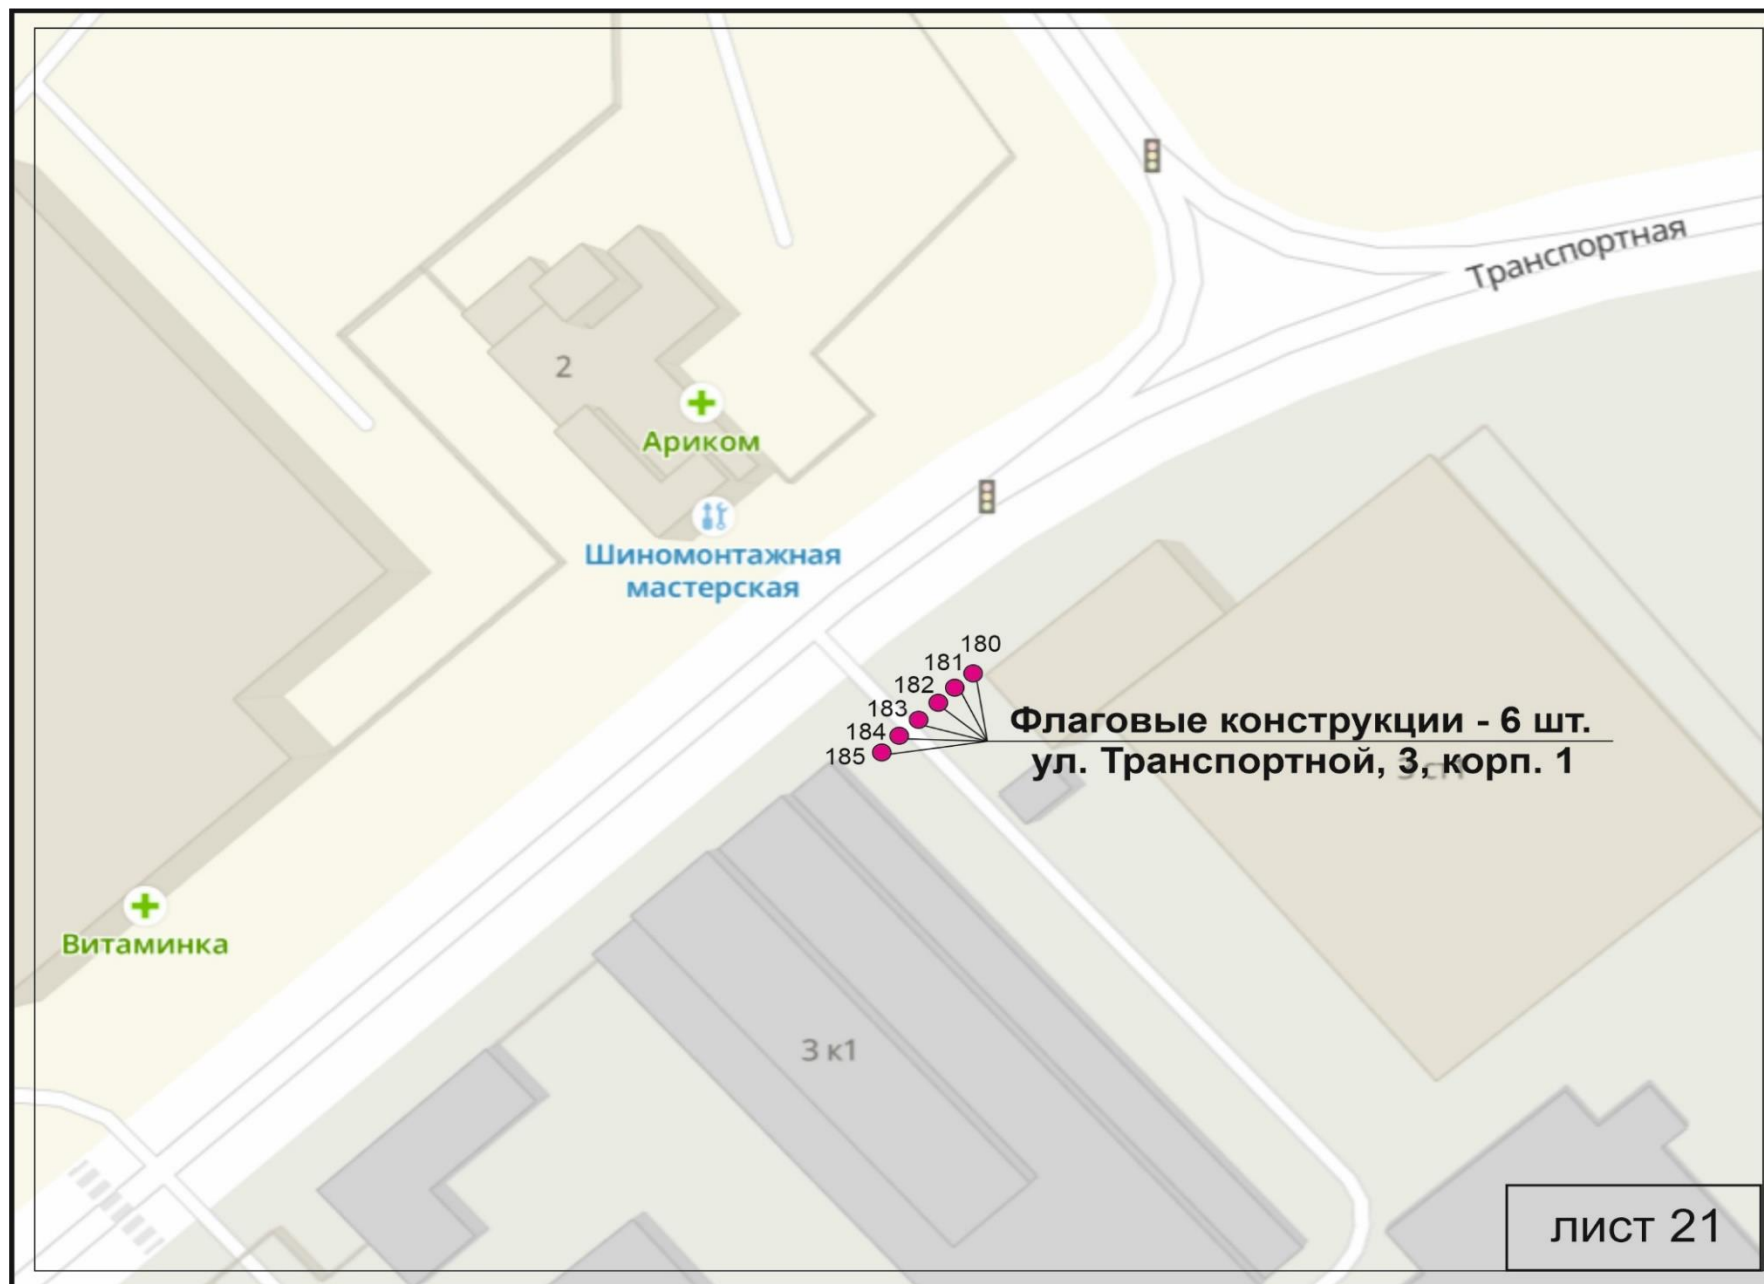 Транспортная
2
Ариком
Шиномонтажная
мастерская
180
181
182
183
184
185
Флаговые конструкции - 6 шт.
ул. Транспортной, 3, корп. 1
Витаминка
3 к1
лист 21